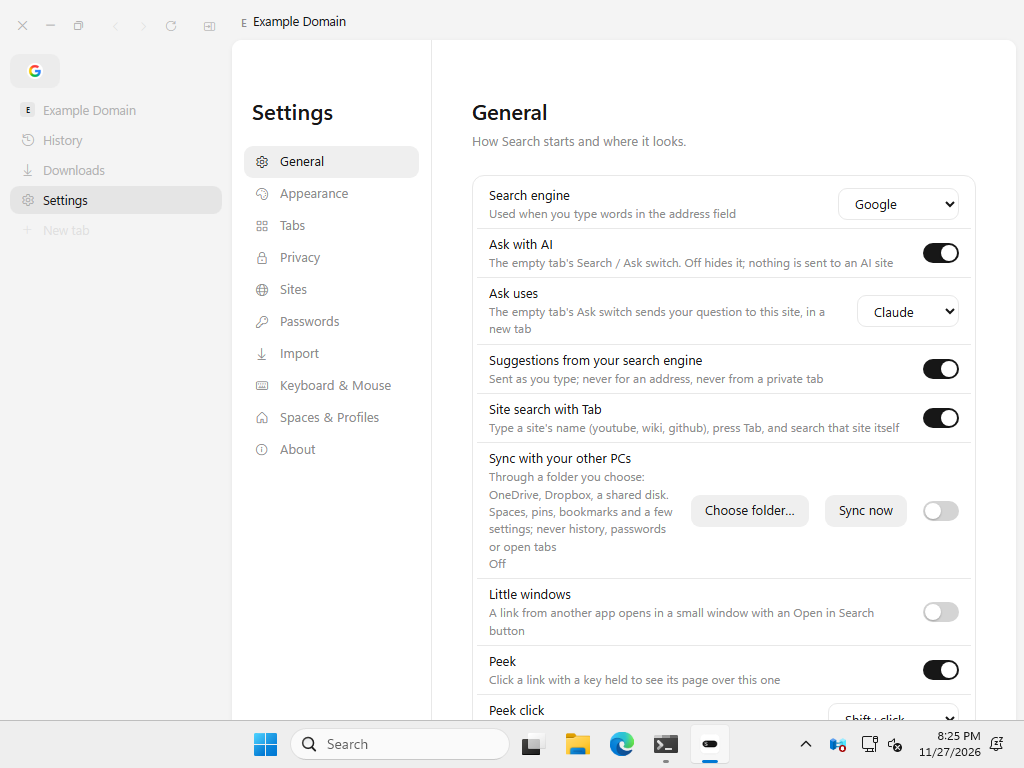 E Example Domain
E Example Domain
History
Downloads
Settings
New tab
Settings
General
Appearance
Tabs
Privacy
Sites
Passwords
Import
Keyboard & Mouse
Spaces & Profiles
About
General
How Search starts and where it looks.
Search engine
Used when you type words in the address field
Google
Ask with AI
The empty tab's Search / Ask switch. Off hides it; nothing is sent to an AI site
Ask uses
The empty tab's Ask switch sends your question to this site, in a
new tab
Claude
Suggestions from your search engine
Sent as you type; never for an address, never from a private tab
Site search with Tab
Type a site's name (youtube, wiki, github), press Tab, and search that site itself
Sync with your other PCs
Through a folder you choose:
OneDrive, Dropbox, a shared disk.
Spaces, pins, bookmarks and a few
settings; never history, passwords
or open tabs
Off
Choose folder...
Sync now
Little windows
A link from another app opens in a small window with an Open in Search
button
Peek
Click a link with a key held to see its page over this one
Peek click
Shift+click
Search
8:25 PM
11/27/2026